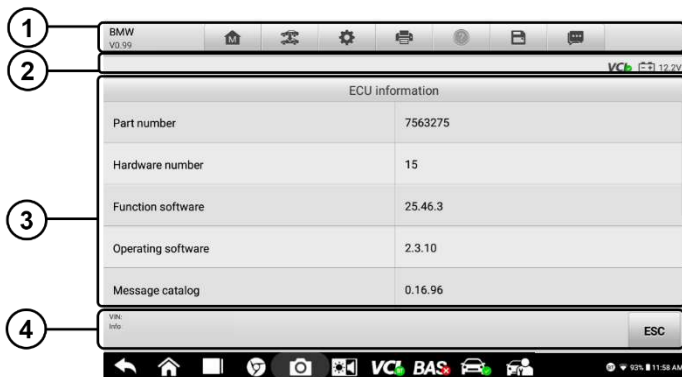 1
BMW
V0.99
M
2
VCI 12.2V
ECU information
3
Part number 7563275
Hardware number 15
Function software 25.46.3
Operating software 2.3.10
Message catalog 0.16.96
4
VIN:
Info
ESC
VCI BAS 93% 11:58 AM